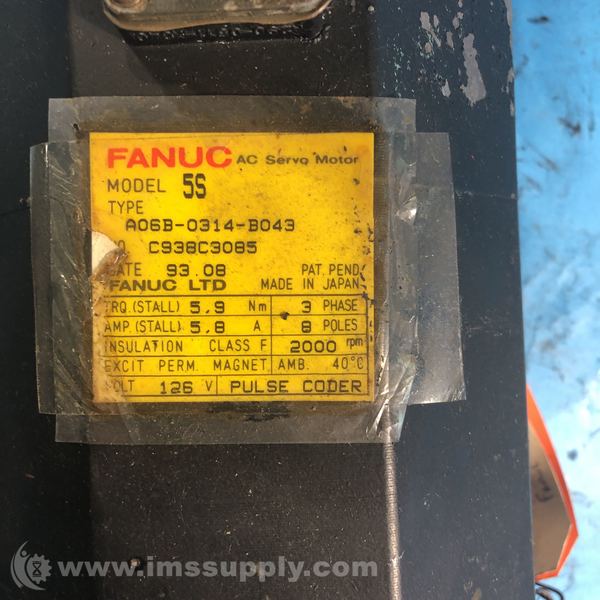 FANUC AC Servo Motor
MODEL 5S
TYPE
A06B-0314-B043
NO. C938C3085
DATE 93.08 PAT. PEND.
FANUC LTD MADE IN JAPAN
TRQ.(STALL) 5.9 Nm 3 PHASE
AMP.(STALL) 5.8 A 8 POLES
INSULATION CLASS F 2000 rpm
EXCIT PERM. MAGNET AMB. 40°C
VOLT 126 V PULSE CODER
www.imssupply.com